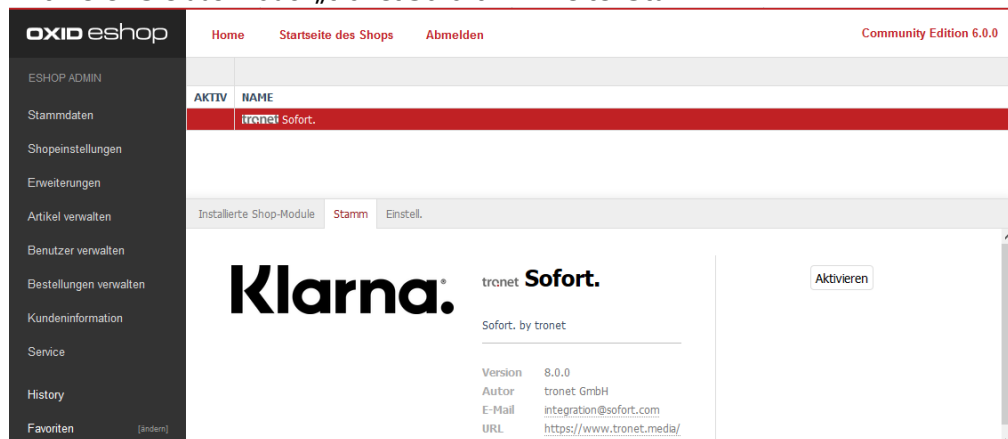 OXID eshop
Home Startseite des Shops Abmelden Community Edition 6.0.0
ESHOP ADMIN
Stammdaten
Shopeinstellungen
Erweiterungen
Artikel verwalten
Benutzer verwalten
Bestellungen verwalten
Kundeninformation
Service
History
Favoriten [ändern]
AKTIV NAME
tronet Sofort.
Installierte Shop-Module Stamm Einstell.
Klarna.
tronet Sofort.
Sofort. by tronet
Version 8.0.0
Autor tronet GmbH
E-Mail integration@sofort.com
URL https://www.tronet.media/
Aktivieren